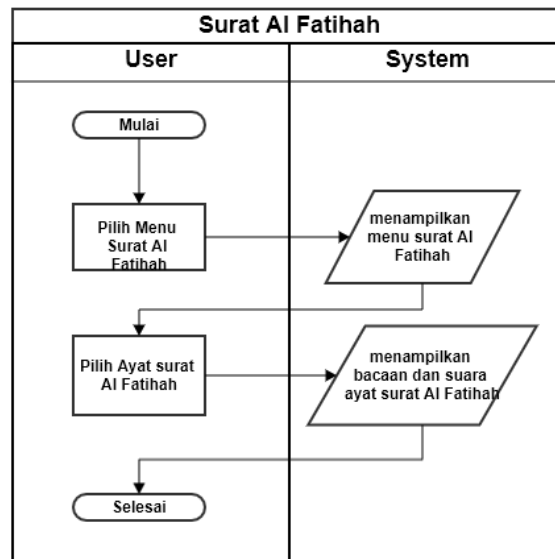 Surat Al Fatihah
User
System
Mulai
Pilih Menu
Surat Al
Fatihah
menampilkan
menu surat Al
Fatihah
Pilih Ayat surat
Al Fatihah
menampilkan
bacaan dan suara
ayat surat Al Fatihah
Selesai